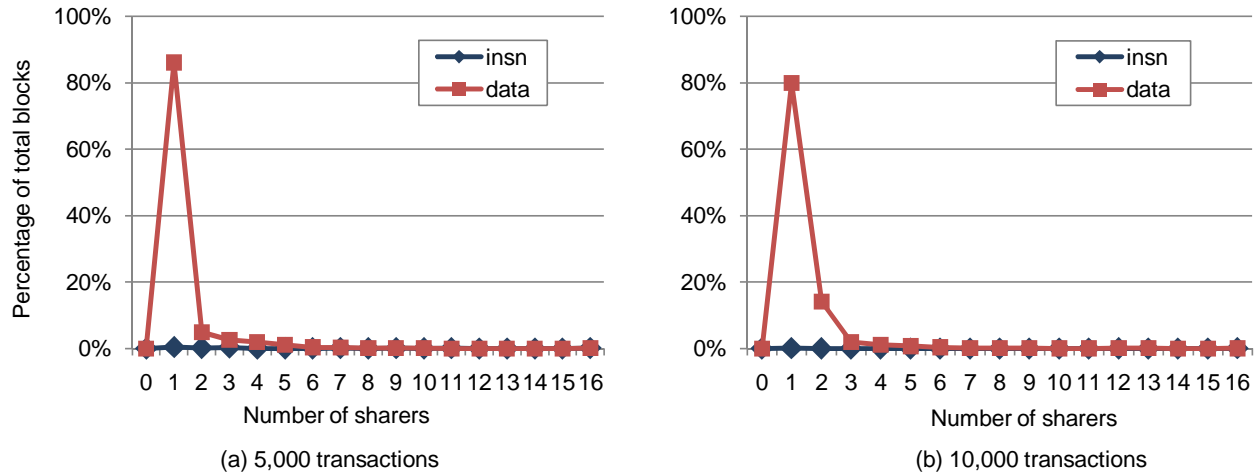 Percentage of total blocks
100%
80%
60%
40%
20%
0%
insn
data
0 1 2 3 4 5 6 7 8 9 10 11 12 13 14 15 16
Number of sharers
(a) 5,000 transactions
100%
80%
60%
40%
20%
0%
insn
data
0 1 2 3 4 5 6 7 8 9 10 11 12 13 14 15 16
Number of sharers
(b) 10,000 transactions